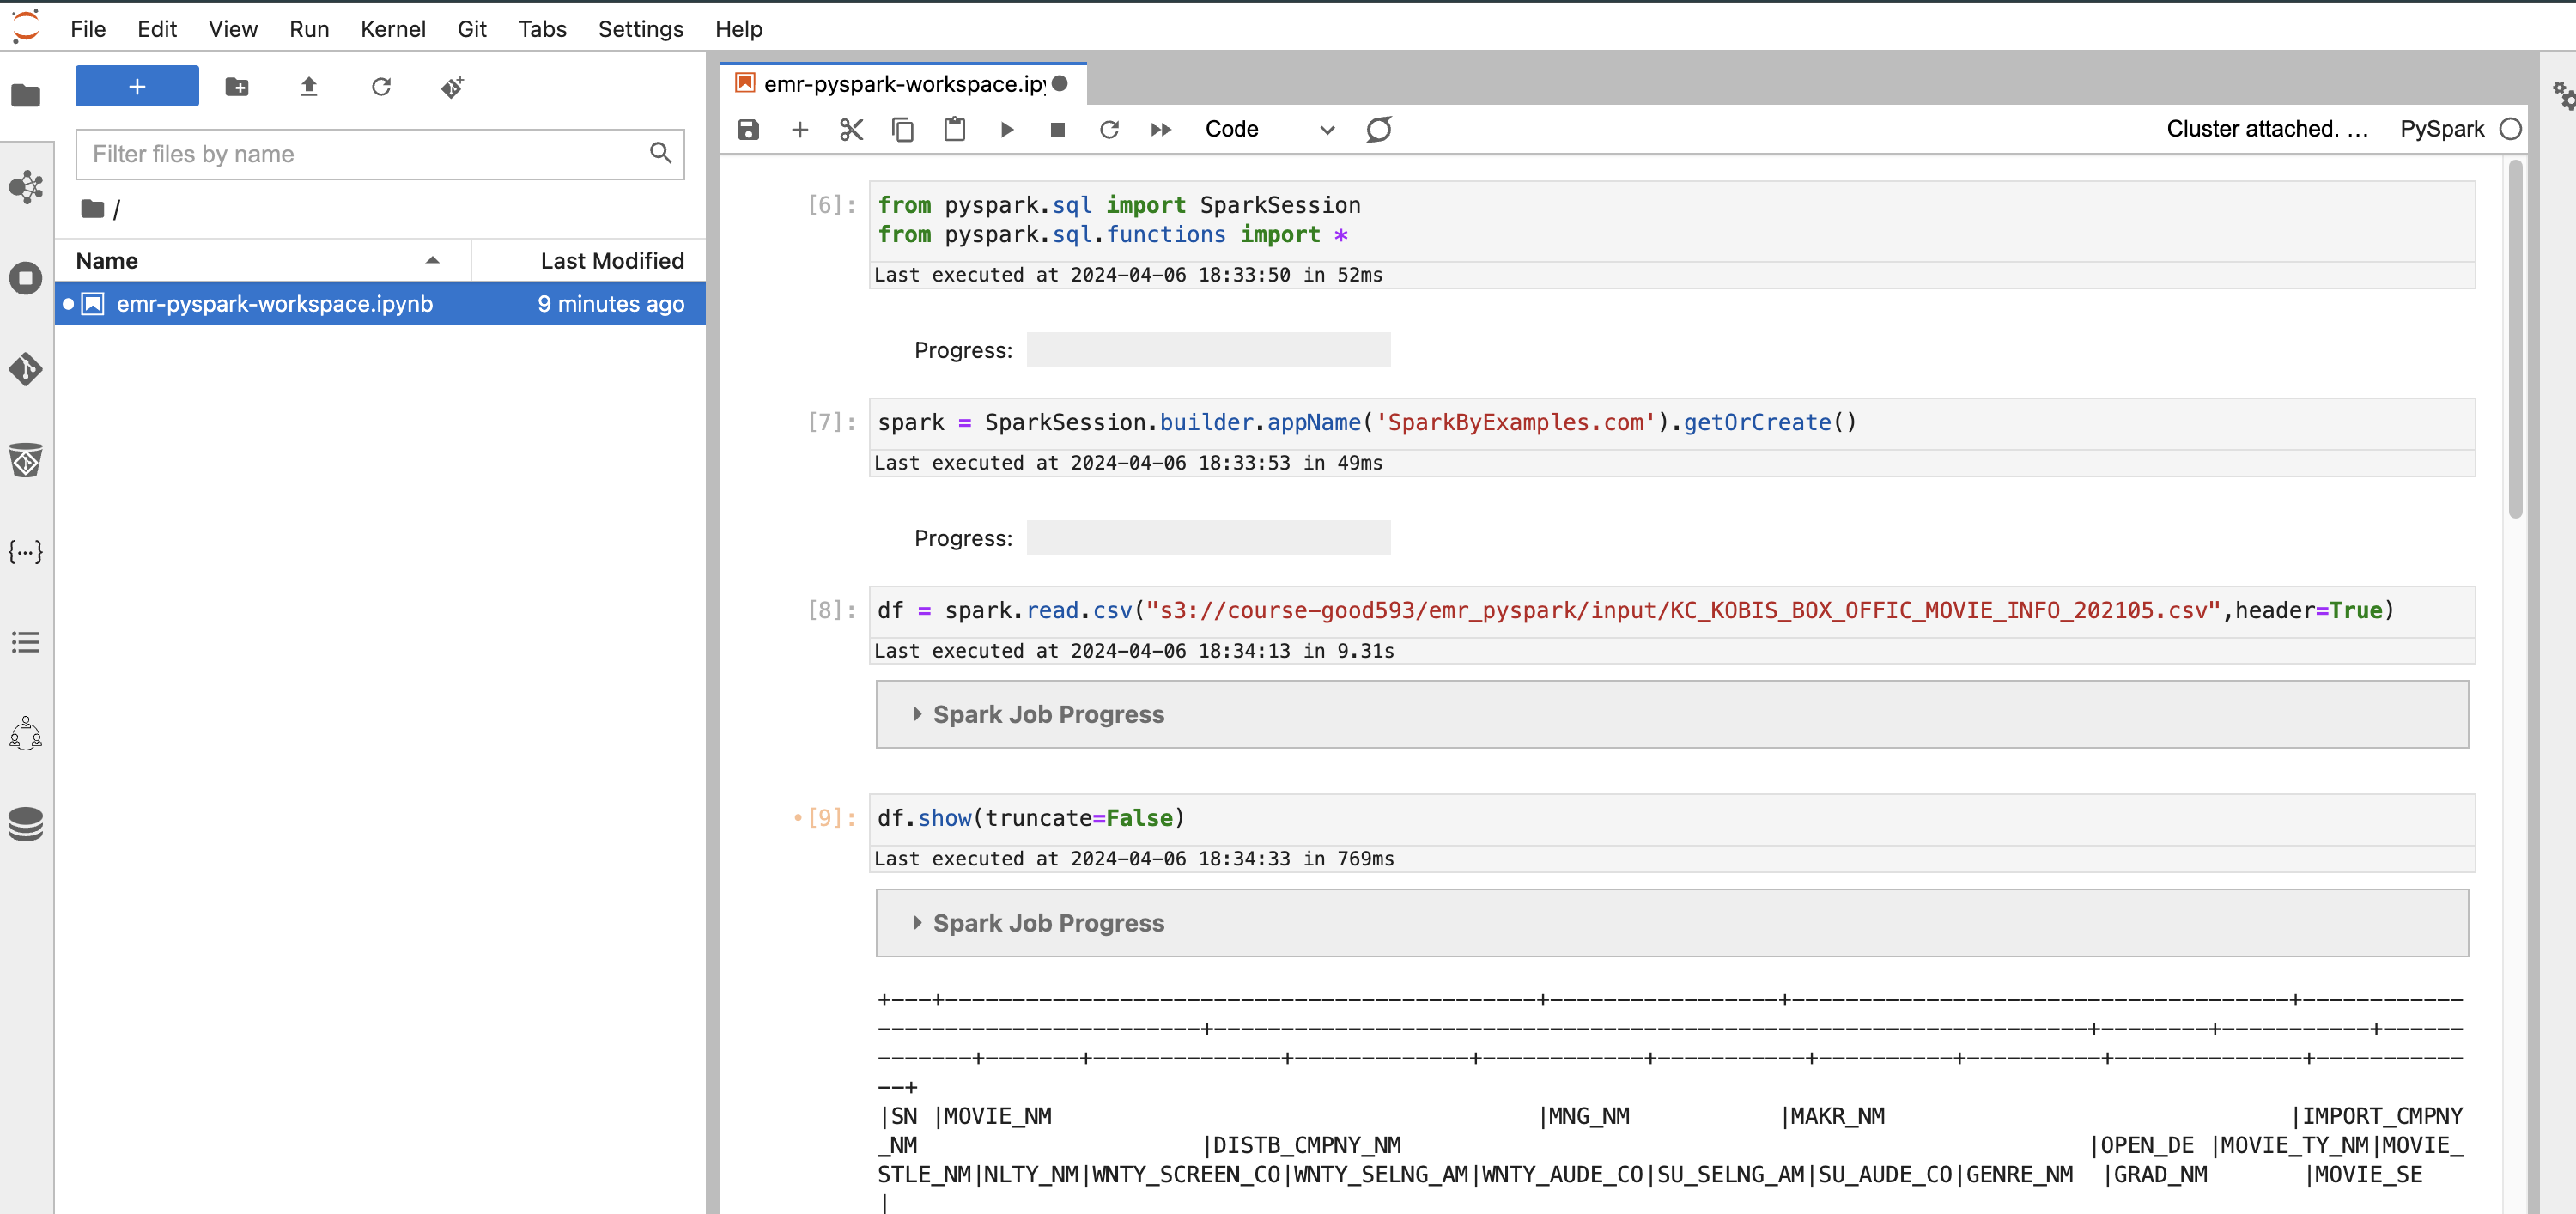 File Edit View Run Kernel Git Tabs Settings Help
+
Filter files by name
/
Name Last Modified
emr-pyspark-workspace.ipynb 9 minutes ago
emr-pyspark-workspace.ipy
Code
Cluster attached. ... PySpark
[6]: from pyspark.sql import SparkSession
from pyspark.sql.functions import *
Last executed at 2024-04-06 18:33:50 in 52ms
Progress:
[7]: spark = SparkSession.builder.appName('SparkByExamples.com').getOrCreate()
Last executed at 2024-04-06 18:33:53 in 49ms
Progress:
[8]: df = spark.read.csv("s3://course-good593/emr_pyspark/input/KC_KOBIS_BOX_OFFIC_MOVIE_INFO_202105.csv",header=True)
Last executed at 2024-04-06 18:34:13 in 9.31s
Spark Job Progress
[9]: df.show(truncate=False)
Last executed at 2024-04-06 18:34:33 in 769ms
Spark Job Progress
+---+--------------------------------------------+-----------------+-------------------------------------+------------
------------------------+-----------------------------------------------------------------+--------+-----------+------
-------+-------+--------------+-------------+------------+-----------+----------+----------+--------------+-----------
--+
|SN |MOVIE_NM                                    |MNG_NM           |MAKR_NM                              |IMPORT_CMPNY
_NM                     |DISTB_CMPNY_NM                                                   |OPEN_DE |MOVIE_TY_NM|MOVIE_
STLE_NM|NLTY_NM|WNTY_SCREEN_CO|WNTY_SELNG_AM|WNTY_AUDE_CO|SU_SELNG_AM|SU_AUDE_CO|GENRE_NM  |GRAD_NM       |MOVIE_SE
|